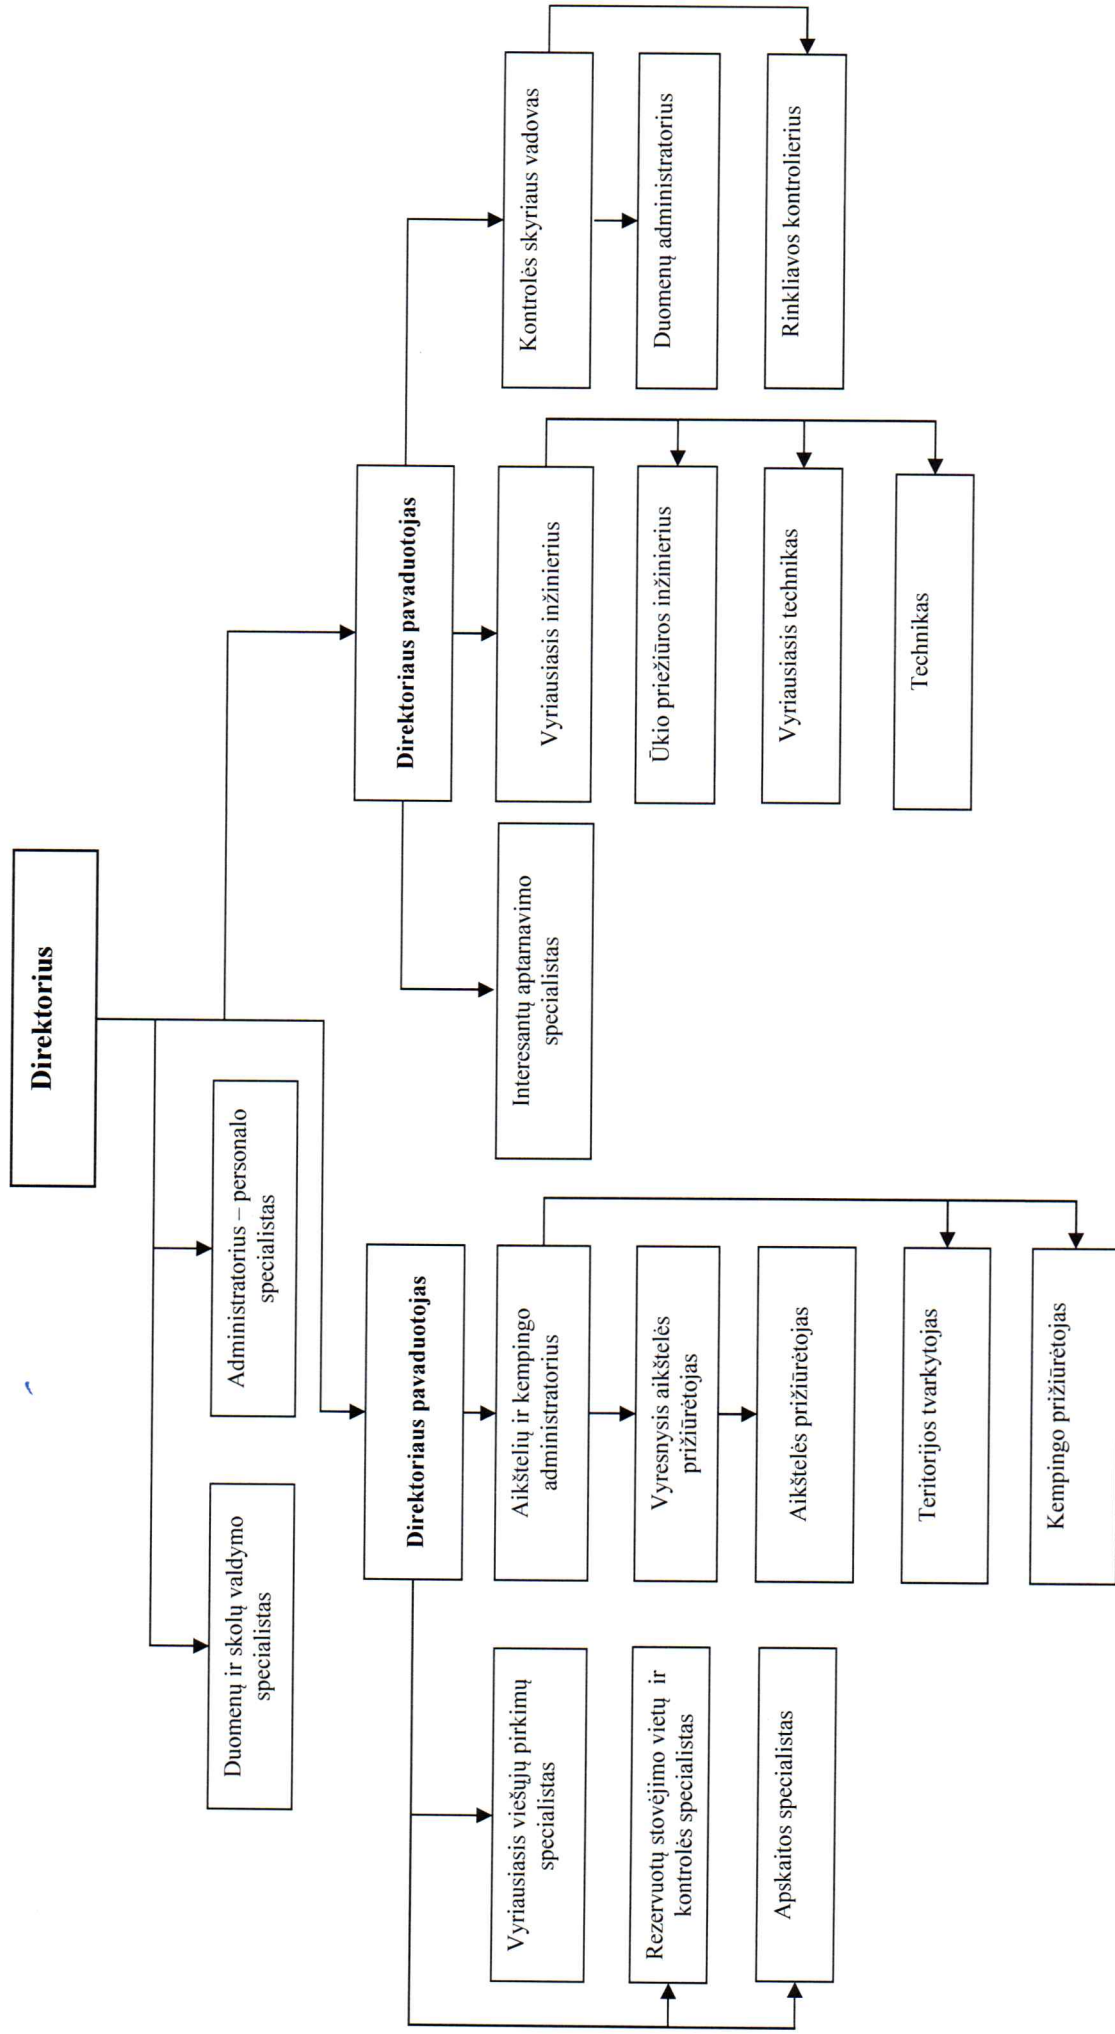 Direktorius
Duomenų ir skolų valdymo
specialistas
Administratorius – personalo
specialistas
Direktoriaus pavaduotojas
Vyriausiasis viešųjų pirkimų
specialistas
Rezervuotų stovėjimo vietų ir
kontrolės specialistas
Apskaitos specialistas
Aikštelių ir kempingo
administratorius
Vyresnysis aikštelės
prižiūrėtojas
Aikštelės prižiūrėtojas
Teritorijos tvarkytojas
Kempingo prižiūrėtojas
Direktoriaus pavaduotojas
Interesantų aptarnavimo
specialistas
Vyriausiasis inžinierius
Ūkio priežiūros inžinierius
Vyriausiasis technikas
Technikas
Kontrolės skyriaus vadovas
Duomenų administratorius
Rinkliavos kontrolierius